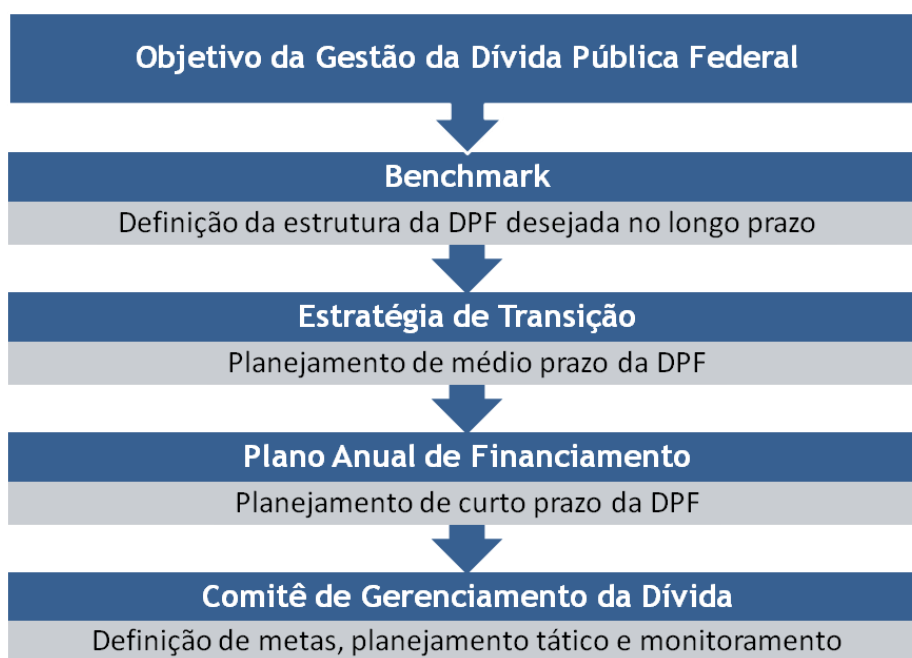 Objetivo da Gestão da Dívida Pública Federal
Benchmark
Definição da estrutura da DPF desejada no longo prazo
Estratégia de Transição
Planejamento de médio prazo da DPF
Plano Anual de Financiamento
Planejamento de curto prazo da DPF
Comitê de Gerenciamento da Dívida
Definição de metas, planejamento tático e monitoramento